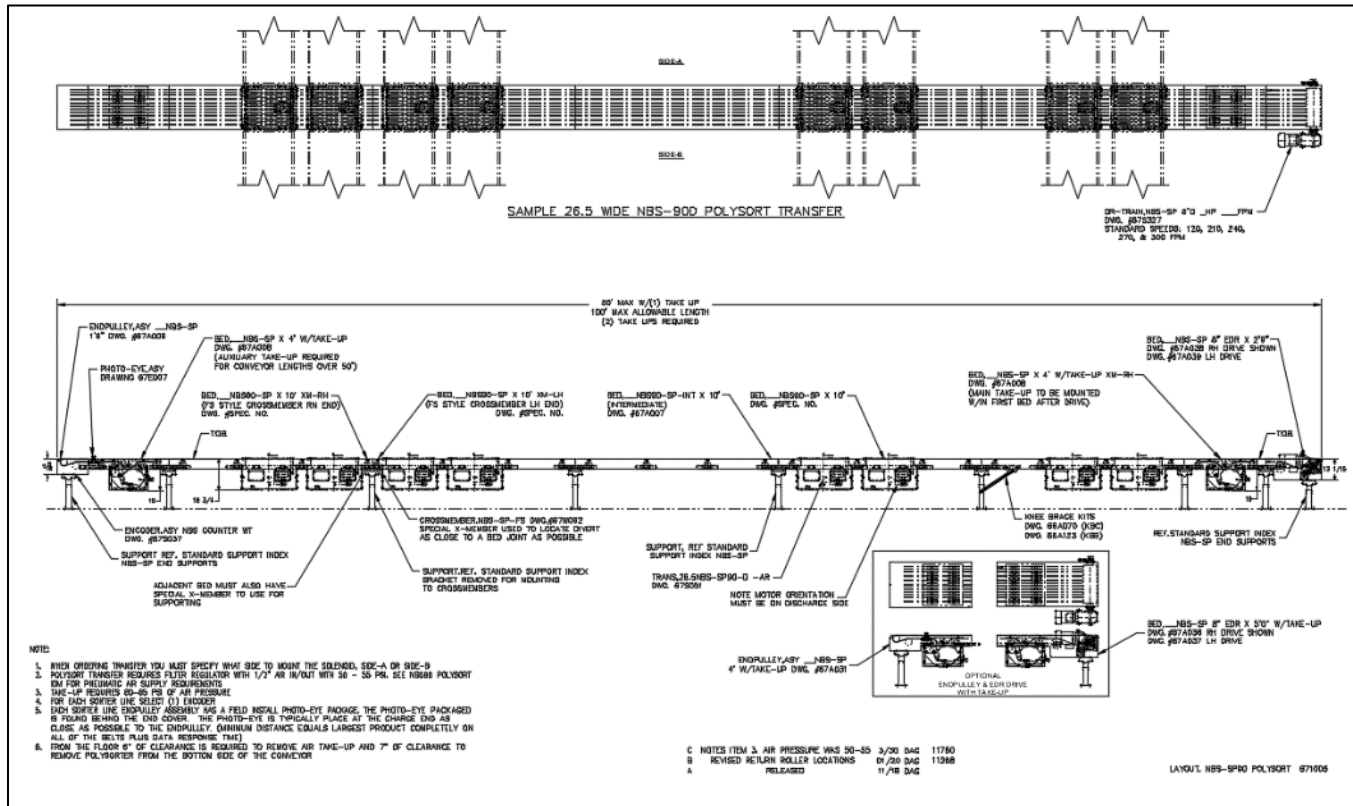 SIDE-A
SIDE-B
SAMPLE 26.5 WIDE NBS-90D POLYSORT TRANSFER
DR-TRAIN,NBS-SP 8"D _HP ___FPM
DWG. #67S327
STANDARD SPEEDS: 120, 210, 240,
270, & 300 FPM
80' MAX W/(1) TAKE UP
100' MAX ALLOWABLE LENGTH
(2) TAKE UPS REQUIRED
ENDPULLEY,ASY __NBS-SP
BED,___NBS-SP X 4' W/TAKE-UP
DWG. #67A008
(AUXILIARY TAKE-UP REQUIRED
FOR CONVEYOR LENGTHS OVER 50')
PHOTO-EYE,ASY
DRAWING 67E007
BED,___NBS90-SP X 10' XM-RH
DWG. #SPEC. NO.
BED,___NBS90-SP X 10' XM-LH
(FS STYLE CROSSMEMBER LH END)
DWG. #SPEC. NO.
BED,___NBS90-SP-INT X 10'
(INTERMEDIATE)
DWG. #67A007
BED,___NBS90-SP X 10'
DWG. #SPEC. NO.
BED,___NBS-SP 8" EDR X 2'6"
DWG. #67A038 RH DRIVE SHOWN
DWG. #67A039 LH DRIVE
BED,___NBS-SP X 4' W/TAKE-UP XM-RH
DWG. #67A008
(MAIN TAKE-UP TO BE MOUNTED
W/IN FIRST BED AFTER DRIVE)
T.O.B.
T.O.B.
18 3/4
ENCODER,ASY NBS COUNTER WT
DWG. #67S037
SUPPORT REF. STANDARD SUPPORT INDEX
NBS-SP END SUPPORTS
ADJACENT BED MUST ALSO HAVE
SPECIAL X-MEMBER TO USE FOR
SUPPORTING
CROSSMEMBER,NBS-SP-FS DWG.#67W082
SPECIAL X-MEMBER USED TO LOCATE DIVERT
AS CLOSE TO A BED JOINT AS POSSIBLE
SUPPORT,REF. STANDARD SUPPORT INDEX
BRACKET REMOVED FOR MOUNTING
TO CROSSMEMBERS
SUPPORT, REF STANDARD
SUPPORT INDEX NBS-SP
TRANS,26.5NBS-SP90-D -AR
DWG. 67S051
NOTE MOTOR ORIENTATION
MUST BE ON DISCHARGE SIDE
KNEE BRACE KITS
DWG. 66A070 (KBC)
DWG. 66A123 (KBB)
REF.STANDARD SUPPORT INDEX
NBS-SP END SUPPORTS
ENDPULLEY,ASY __NBS-SP
4' W/TAKE-UP DWG. #67A031
OPTIONAL
ENDPULLEY & EDR DRIVE
WITH TAKE-UP
BED,___NBS-SP 8" EDR X 5'0" W/TAKE-UP
DWG. #67A036 RH DRIVE SHOWN
DWG. #67A037 LH DRIVE
NOTE:
1. WHEN ORDERING TRANSFER YOU MUST SPECIFY WHAT SIDE TO MOUNT THE SOLENOID, SIDE-A OR SIDE-B
2. POLYSORT TRANSFER REQUIRES FILTER REGULATOR WITH 1/2" AIR IN/OUT WITH 50 - 55 PSI. SEE NBS90 POLYSORT
IOM FOR PNEUMATIC AIR SUPPLY REQUIREMENTS
3. TAKE-UP REQUIRES 80-85 PSI OF AIR PRESSURE
4. FOR EACH SORTER LINE SELECT (1) ENCODER
5. EACH SORTER LINE ENDPULLEY ASSEMBLY HAS A FIELD INSTALL PHOTO-EYE PACKAGE. THE PHOTO-EYE PACKAGED
IS FOUND BEHIND THE END COVER. THE PHOTO-EYE IS TYPICALLY PLACE AT THE CHARGE END AS
CLOSE AS POSSIBLE TO THE ENDPULLEY. (MINIMUM DISTANCE EQUALS LARGEST PRODUCT COMPLETELY ON
ALL OF THE BELTS PLUS DATA RESPONSE TIME)
6. FROM THE FLOOR 6" OF CLEARANCE IS REQUIRED TO REMOVE AIR TAKE-UP AND 7" OF CLEARANCE TO
REMOVE POLYSORTER FROM THE BOTTOM SIDE OF THE CONVEYOR
C NOTES ITEM 3. AIR PRESSURE WAS 50-55 3/30 DAG 11760
B REVISED RETURN ROLLER LOCATIONS 01/20 DAG 11268
A RELEASED 11/18 DAG
LAYOUT, NBS-SP90 POLYSORT 671005